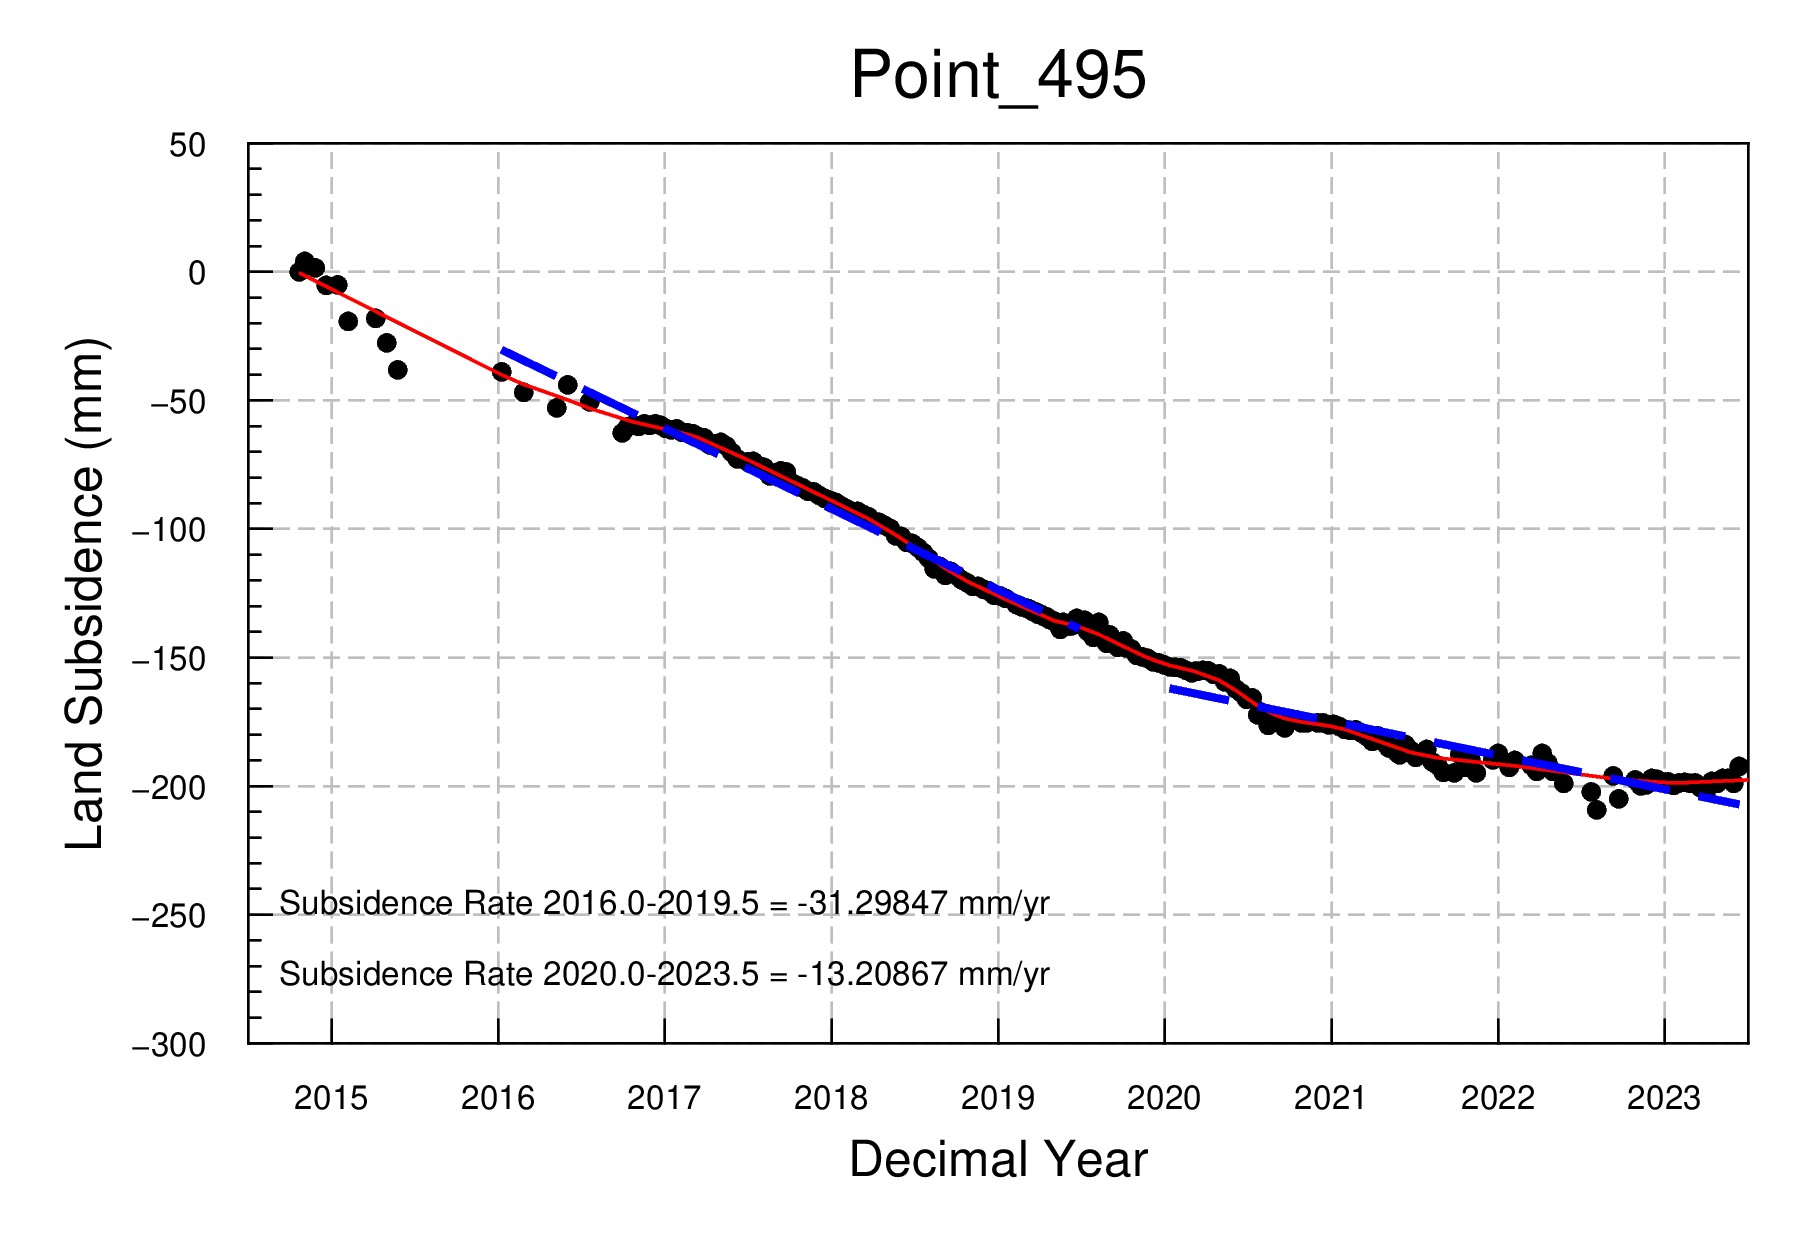 Point_495
50
0
−50
−100
−150
−200
−250
−300
Land Subsidence (mm)
Subsidence Rate 2016.0-2019.5 = -31.29847 mm/yr
Subsidence Rate 2020.0-2023.5 = -13.20867 mm/yr
2015 2016 2017 2018 2019 2020 2021 2022 2023
Decimal Year